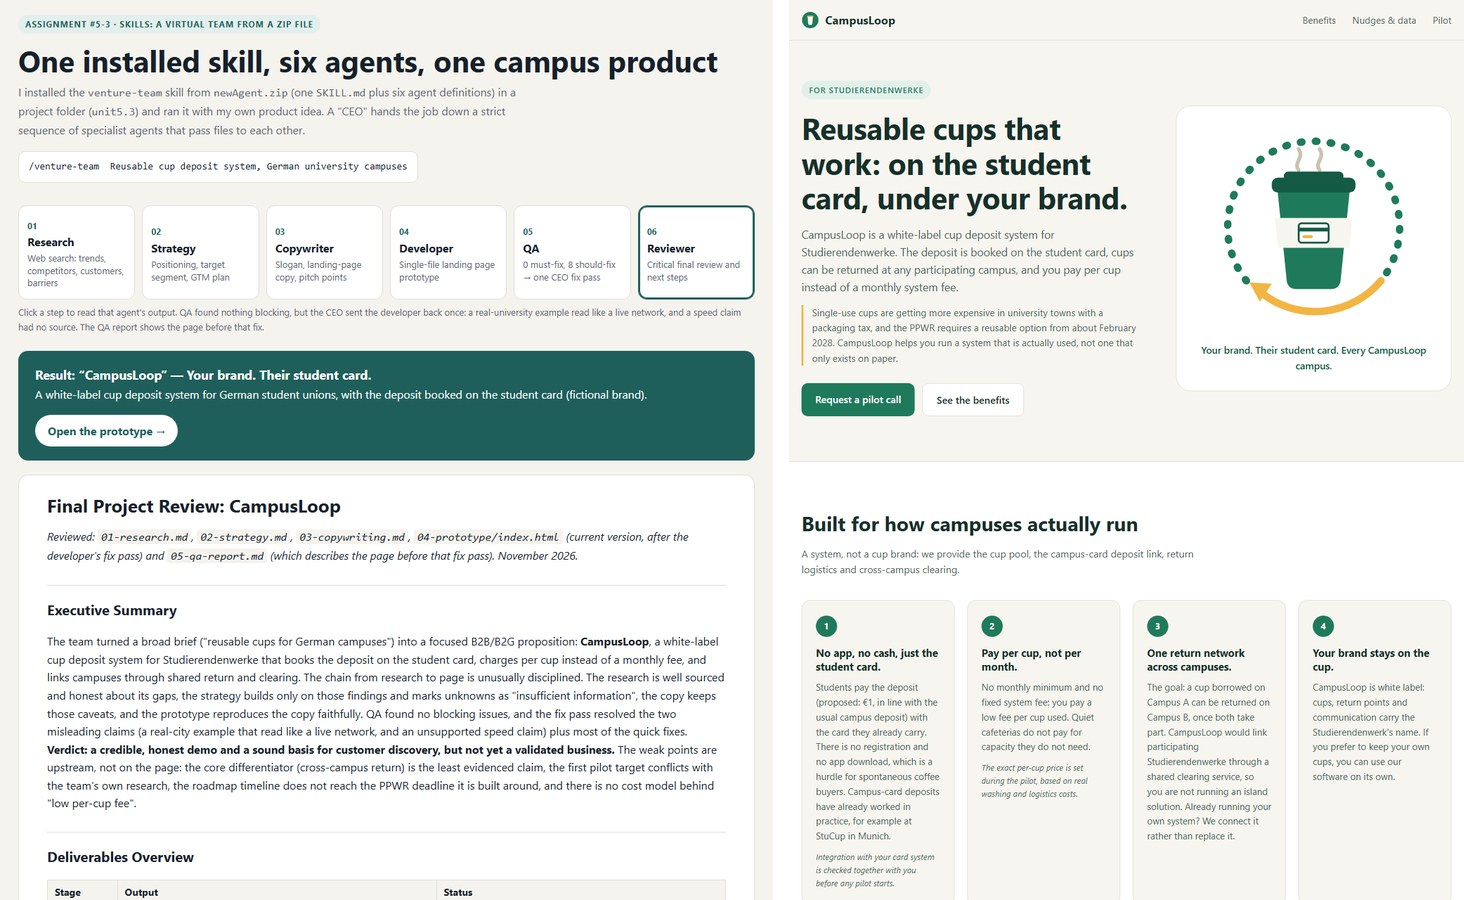 ASSIGNMENT #5-3 · SKILLS: A VIRTUAL TEAM FROM A ZIP FILE
One installed skill, six agents, one campus product
I installed the venture-team skill from newAgent.zip (one SKILL.md plus six agent definitions) in a
project folder (unit5.3) and ran it with my own product idea. A "CEO" hands the job down a strict
sequence of specialist agents that pass files to each other.
/venture-team  Reusable cup deposit system, German university campuses
01
Research
Web search: trends,
competitors, customers,
barriers
02
Strategy
Positioning, target
segment, GTM plan
03
Copywriter
Slogan, landing-page
copy, pitch points
04
Developer
Single-file landing page
prototype
05
QA
0 must-fix, 8 should-fix
→ one CEO fix pass
06
Reviewer
Critical final review and
next steps
Click a step to read that agent's output. QA found nothing blocking, but the CEO sent the developer back once: a real-university example read like a live network, and a speed claim
had no source. The QA report shows the page before that fix.
Result: “CampusLoop” — Your brand. Their student card.
A white-label cup deposit system for German student unions, with the deposit booked on the student card (fictional brand).
Open the prototype →
Final Project Review: CampusLoop
Reviewed: 01-research.md, 02-strategy.md, 03-copywriting.md, 04-prototype/index.html (current version, after the
developer's fix pass) and 05-qa-report.md (which describes the page before that fix pass). November 2026.
Executive Summary
The team turned a broad brief ("reusable cups for German campuses") into a focused B2B/B2G proposition: CampusLoop, a white-label
cup deposit system for Studierendenwerke that books the deposit on the student card, charges per cup instead of a monthly fee, and
links campuses through shared return and clearing. The chain from research to page is unusually disciplined. The research is well sourced
and honest about its gaps, the strategy builds only on those findings and marks unknowns as "insufficient information", the copy keeps
those caveats, and the prototype reproduces the copy faithfully. QA found no blocking issues, and the fix pass resolved the two
misleading claims (a real-city example that read like a live network, and an unsupported speed claim) plus most of the quick fixes.
Verdict: a credible, honest demo and a sound basis for customer discovery, but not yet a validated business. The weak points are
upstream, not on the page: the core differentiator (cross-campus return) is the least evidenced claim, the first pilot target conflicts with
the team's own research, the roadmap timeline does not reach the PPWR deadline it is built around, and there is no cost model behind
"low per-cup fee".
Deliverables Overview
Stage Output Status
CampusLoop
Benefits Nudges & data Pilot
FOR STUDIERENDENWERKE
Reusable cups that
work: on the student
card, under your brand.
CampusLoop is a white-label cup deposit system for
Studierendenwerke. The deposit is booked on the student card, cups
can be returned at any participating campus, and you pay per cup
instead of a monthly system fee.
Single-use cups are getting more expensive in university towns with a
packaging tax, and the PPWR requires a reusable option from about February
2028. CampusLoop helps you run a system that is actually used, not one that
only exists on paper.
Request a pilot call
See the benefits
Your brand. Their student card. Every CampusLoop
campus.
Built for how campuses actually run
A system, not a cup brand: we provide the cup pool, the campus-card deposit link, return
logistics and cross-campus clearing.
1
No app, no cash, just the
student card.
Students pay the deposit
(proposed: €1, in line with the
usual campus deposit) with
the card they already carry.
There is no registration and
no app download, which is a
hurdle for spontaneous coffee
buyers. Campus-card deposits
have already worked in
practice, for example at
StuCup in Munich.
Integration with your card system
is checked together with you
before any pilot starts.
2
Pay per cup, not per
month.
No monthly minimum and no
fixed system fee: you pay a
low fee per cup used. Quiet
cafeterias do not pay for
capacity they do not need.
The exact per-cup price is set
during the pilot, based on real
washing and logistics costs.
3
One return network
across campuses.
The goal: a cup borrowed on
Campus A can be returned on
Campus B, once both take
part. CampusLoop would link
participating
Studierendenwerke through a
shared clearing service, so
you are not running an island
solution. Already running your
own system? We connect it
rather than replace it.
4
Your brand stays on the
cup.
CampusLoop is white label:
cups, return points and
communication carry the
Studierendenwerk's name. If
you prefer to keep your own
cups, you can use our
software on its own.